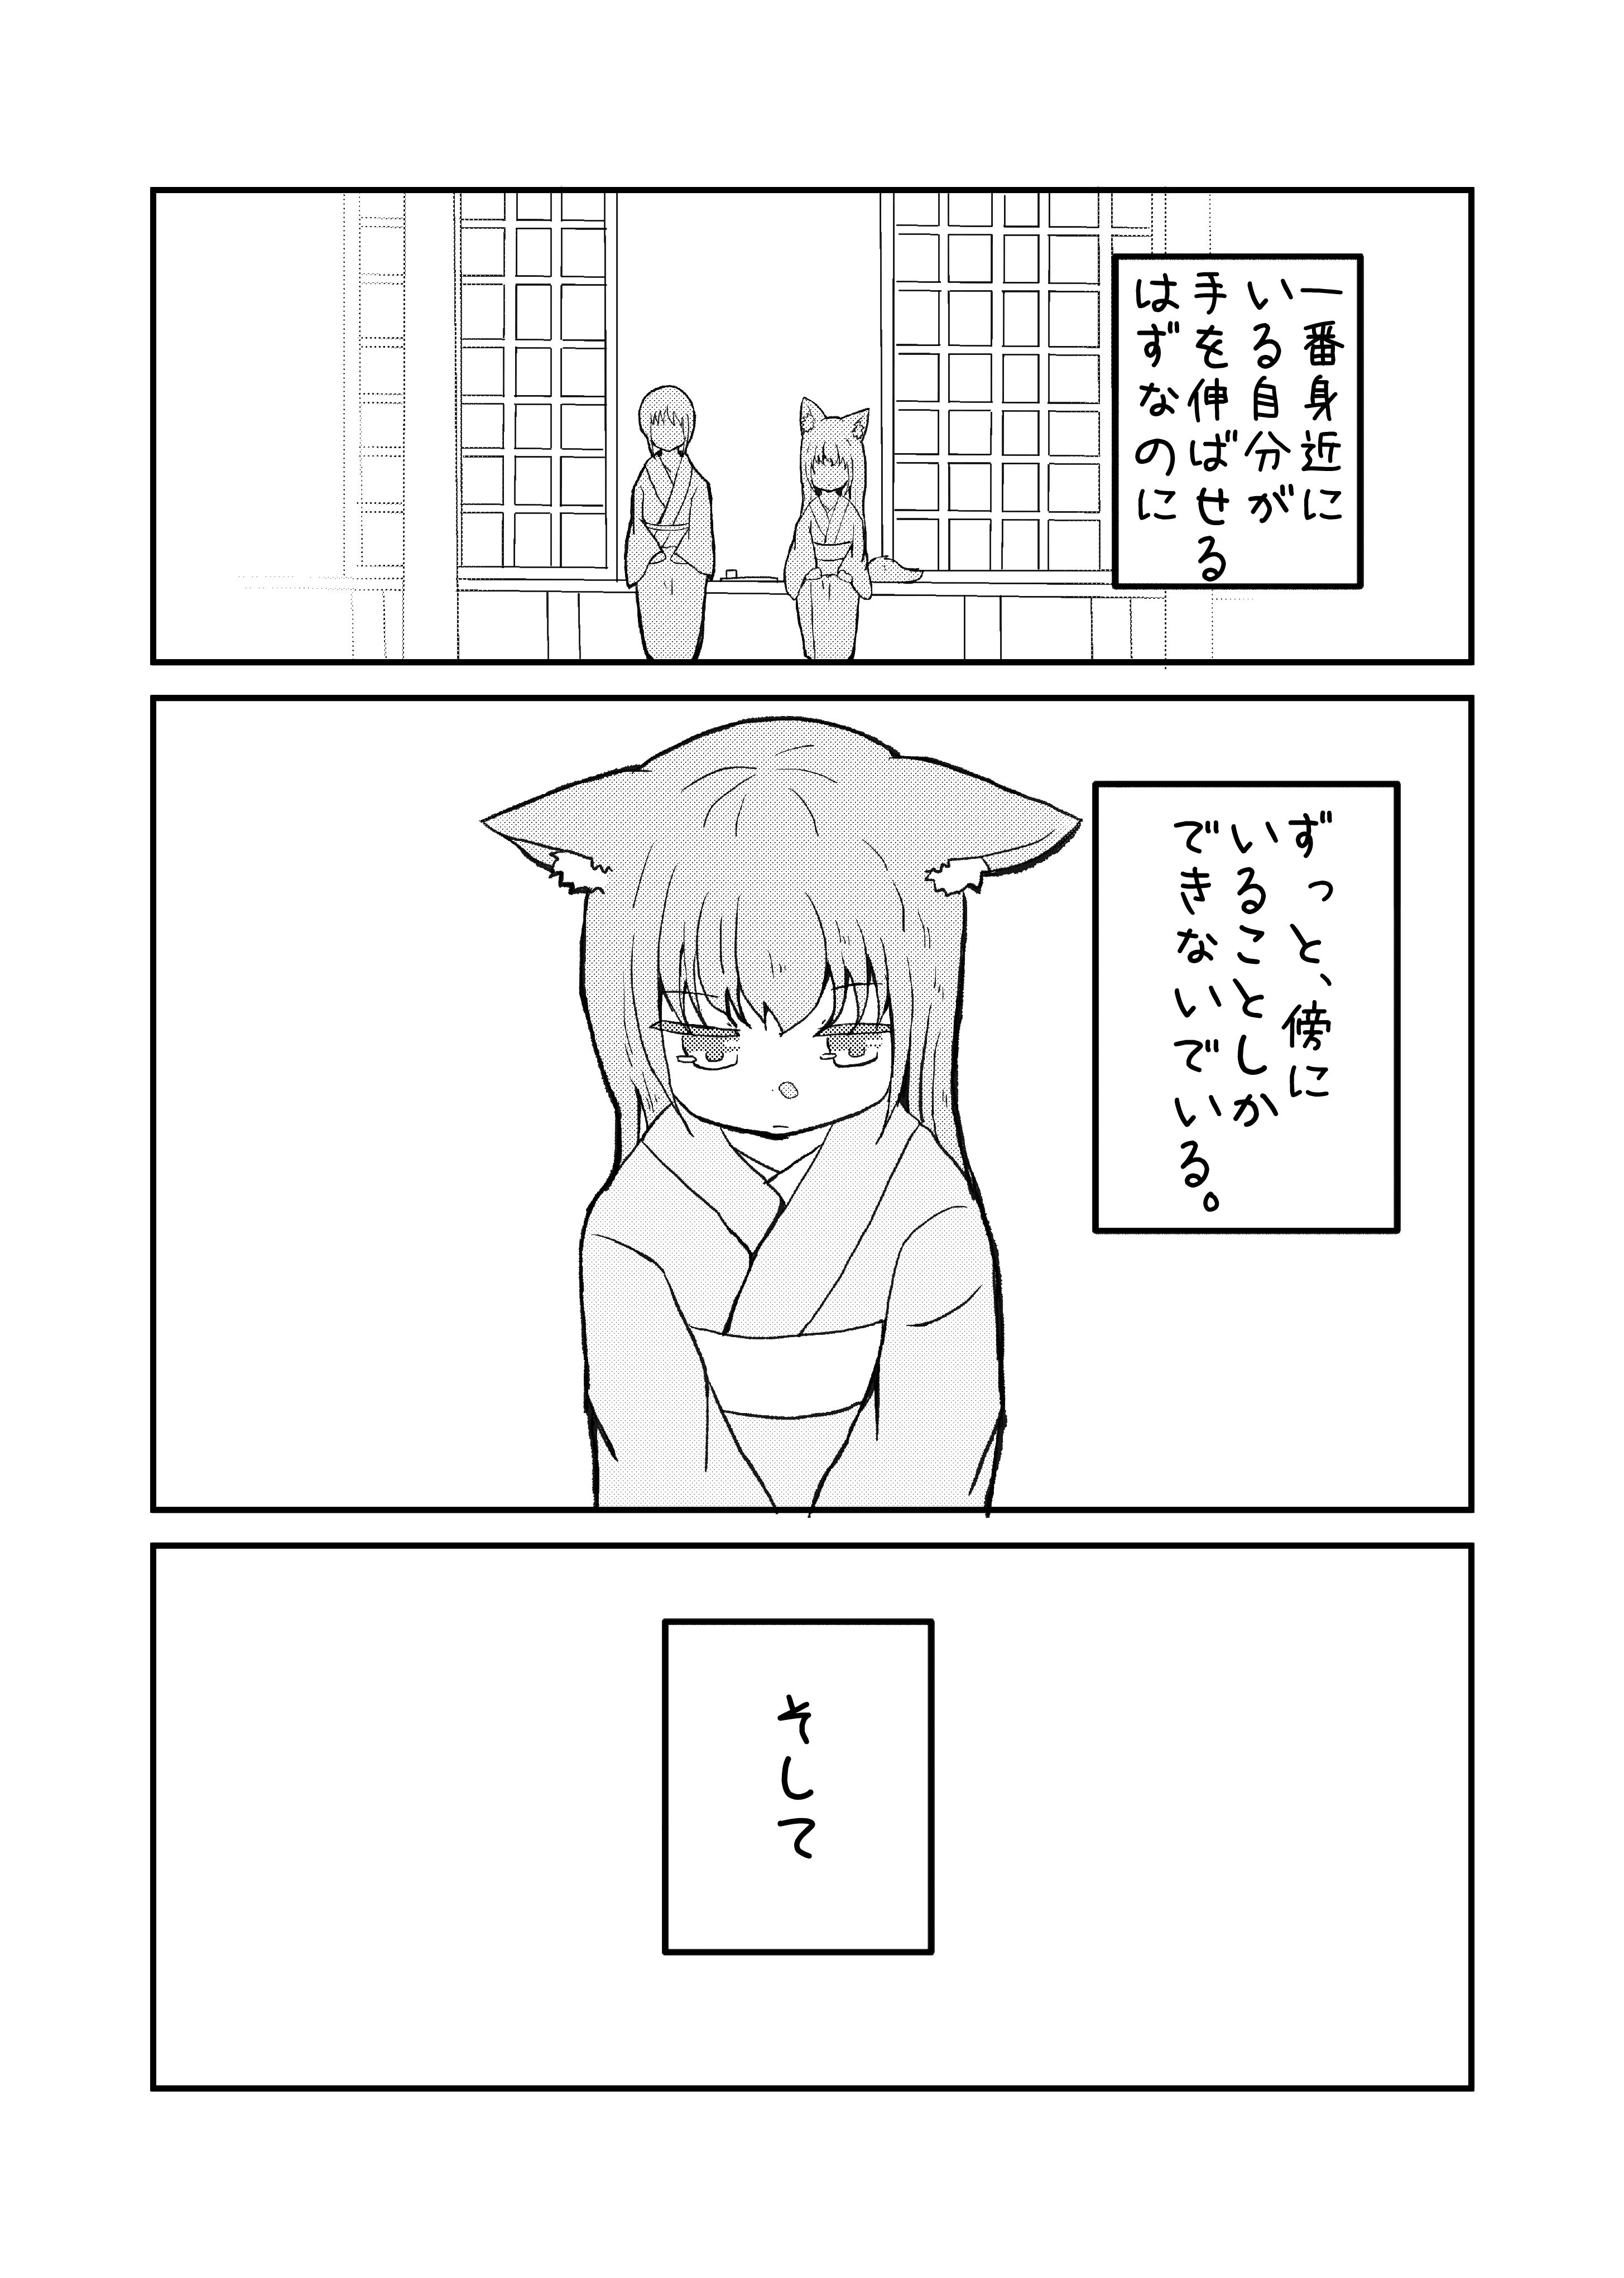 一番身近に
いる自分が
手を伸ばせる
はずなのに
ずっと、傍に
いることしか
できないでいる。
そして